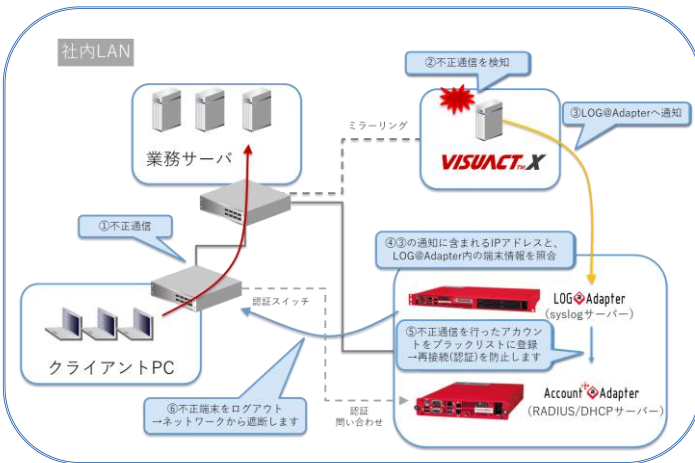 社内LAN
②不正通信を検知
③LOG@Adapterへ通知
ミラーリング
業務サーバ
VISUACT™X
①不正通信
④③の通知に含まれるIPアドレスと、
LOG@Adapter内の端末情報を照合
認証スイッチ
LOG@Adapter
(syslogサーバー)
クライアントPC
⑤不正通信を行ったアカウン
トをブラックリストに登録
→再接続(認証)を防止します
⑥不正端末をログアウト
→ネットワークから遮断します
認証
問い合わせ
Account@Adapter
(RADIUS/DHCPサーバー)